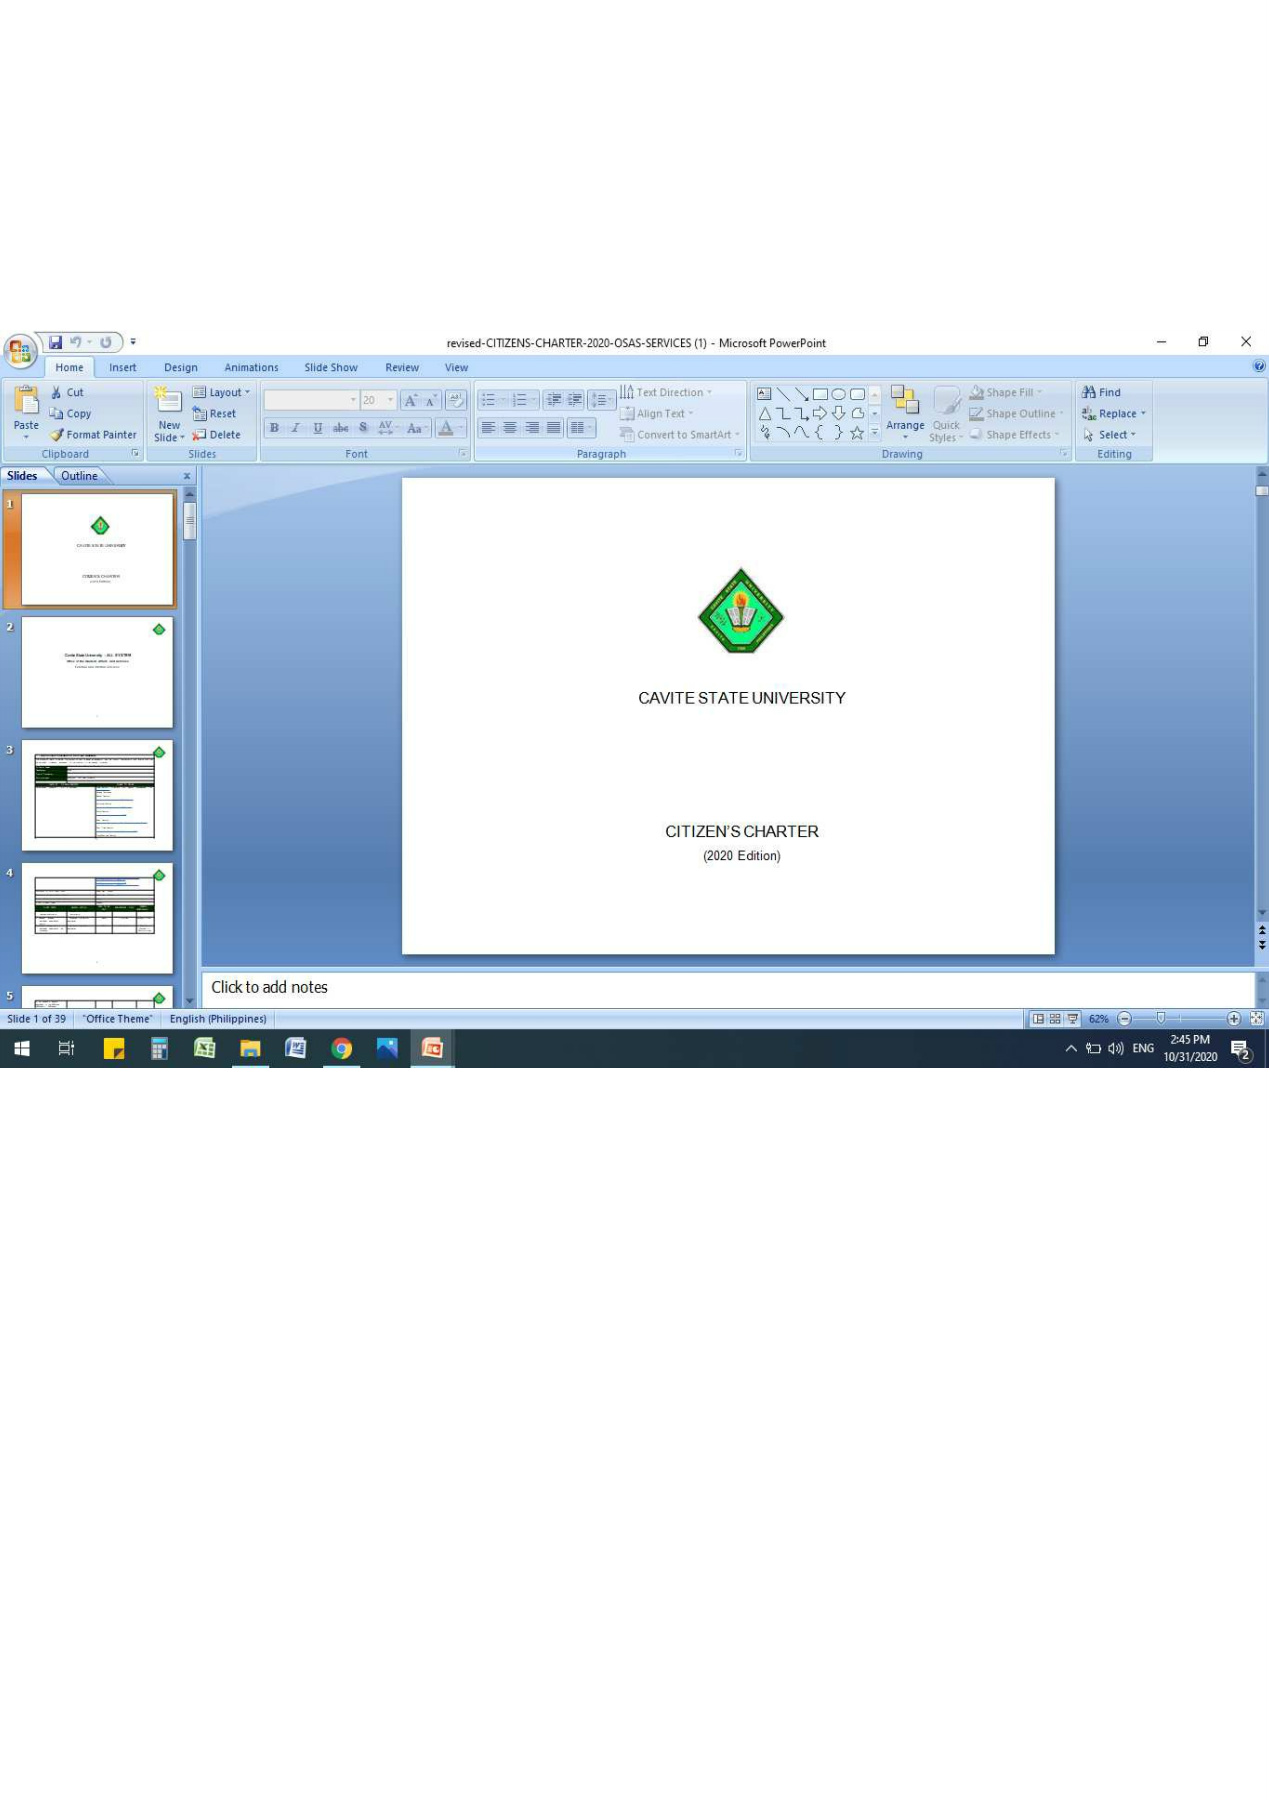 revised-CITIZENS-CHARTER-2020-OSAS-SERVICES (1) - Microsoft PowerPoint
Home Insert Design Animations Slide Show Review View
Cut Layout 20 Text Direction Shape Fill Find
Paste Copy New Slide Reset Align Text Arrange Quick Styles Shape Outline Replace
Format Painter Delete B I U abc S AV Aa A Convert to SmartArt Shape Effects Select
Clipboard Slides Font Paragraph Drawing Editing
Slides Outline
1
2
3
4
5
CAVITE STATE UNIVERSITY
CITIZEN'S CHARTER
(2020 Edition)
Click to add notes
Slide 1 of 39 "Office Theme" English (Philippines) 62%
ENG 2:45 PM
10/31/2020 2